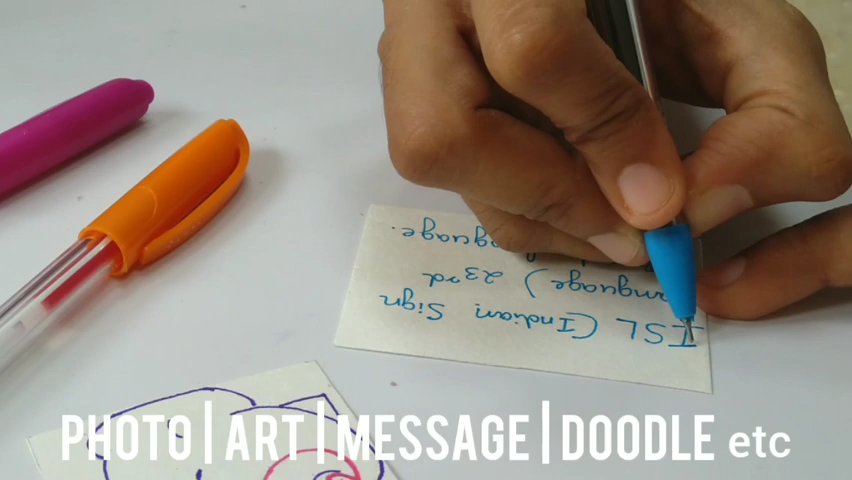 ISL (Indian Sign
anguage) 23rd
nguage.
PHOTO | ART | MESSAGE | DOODLE etc